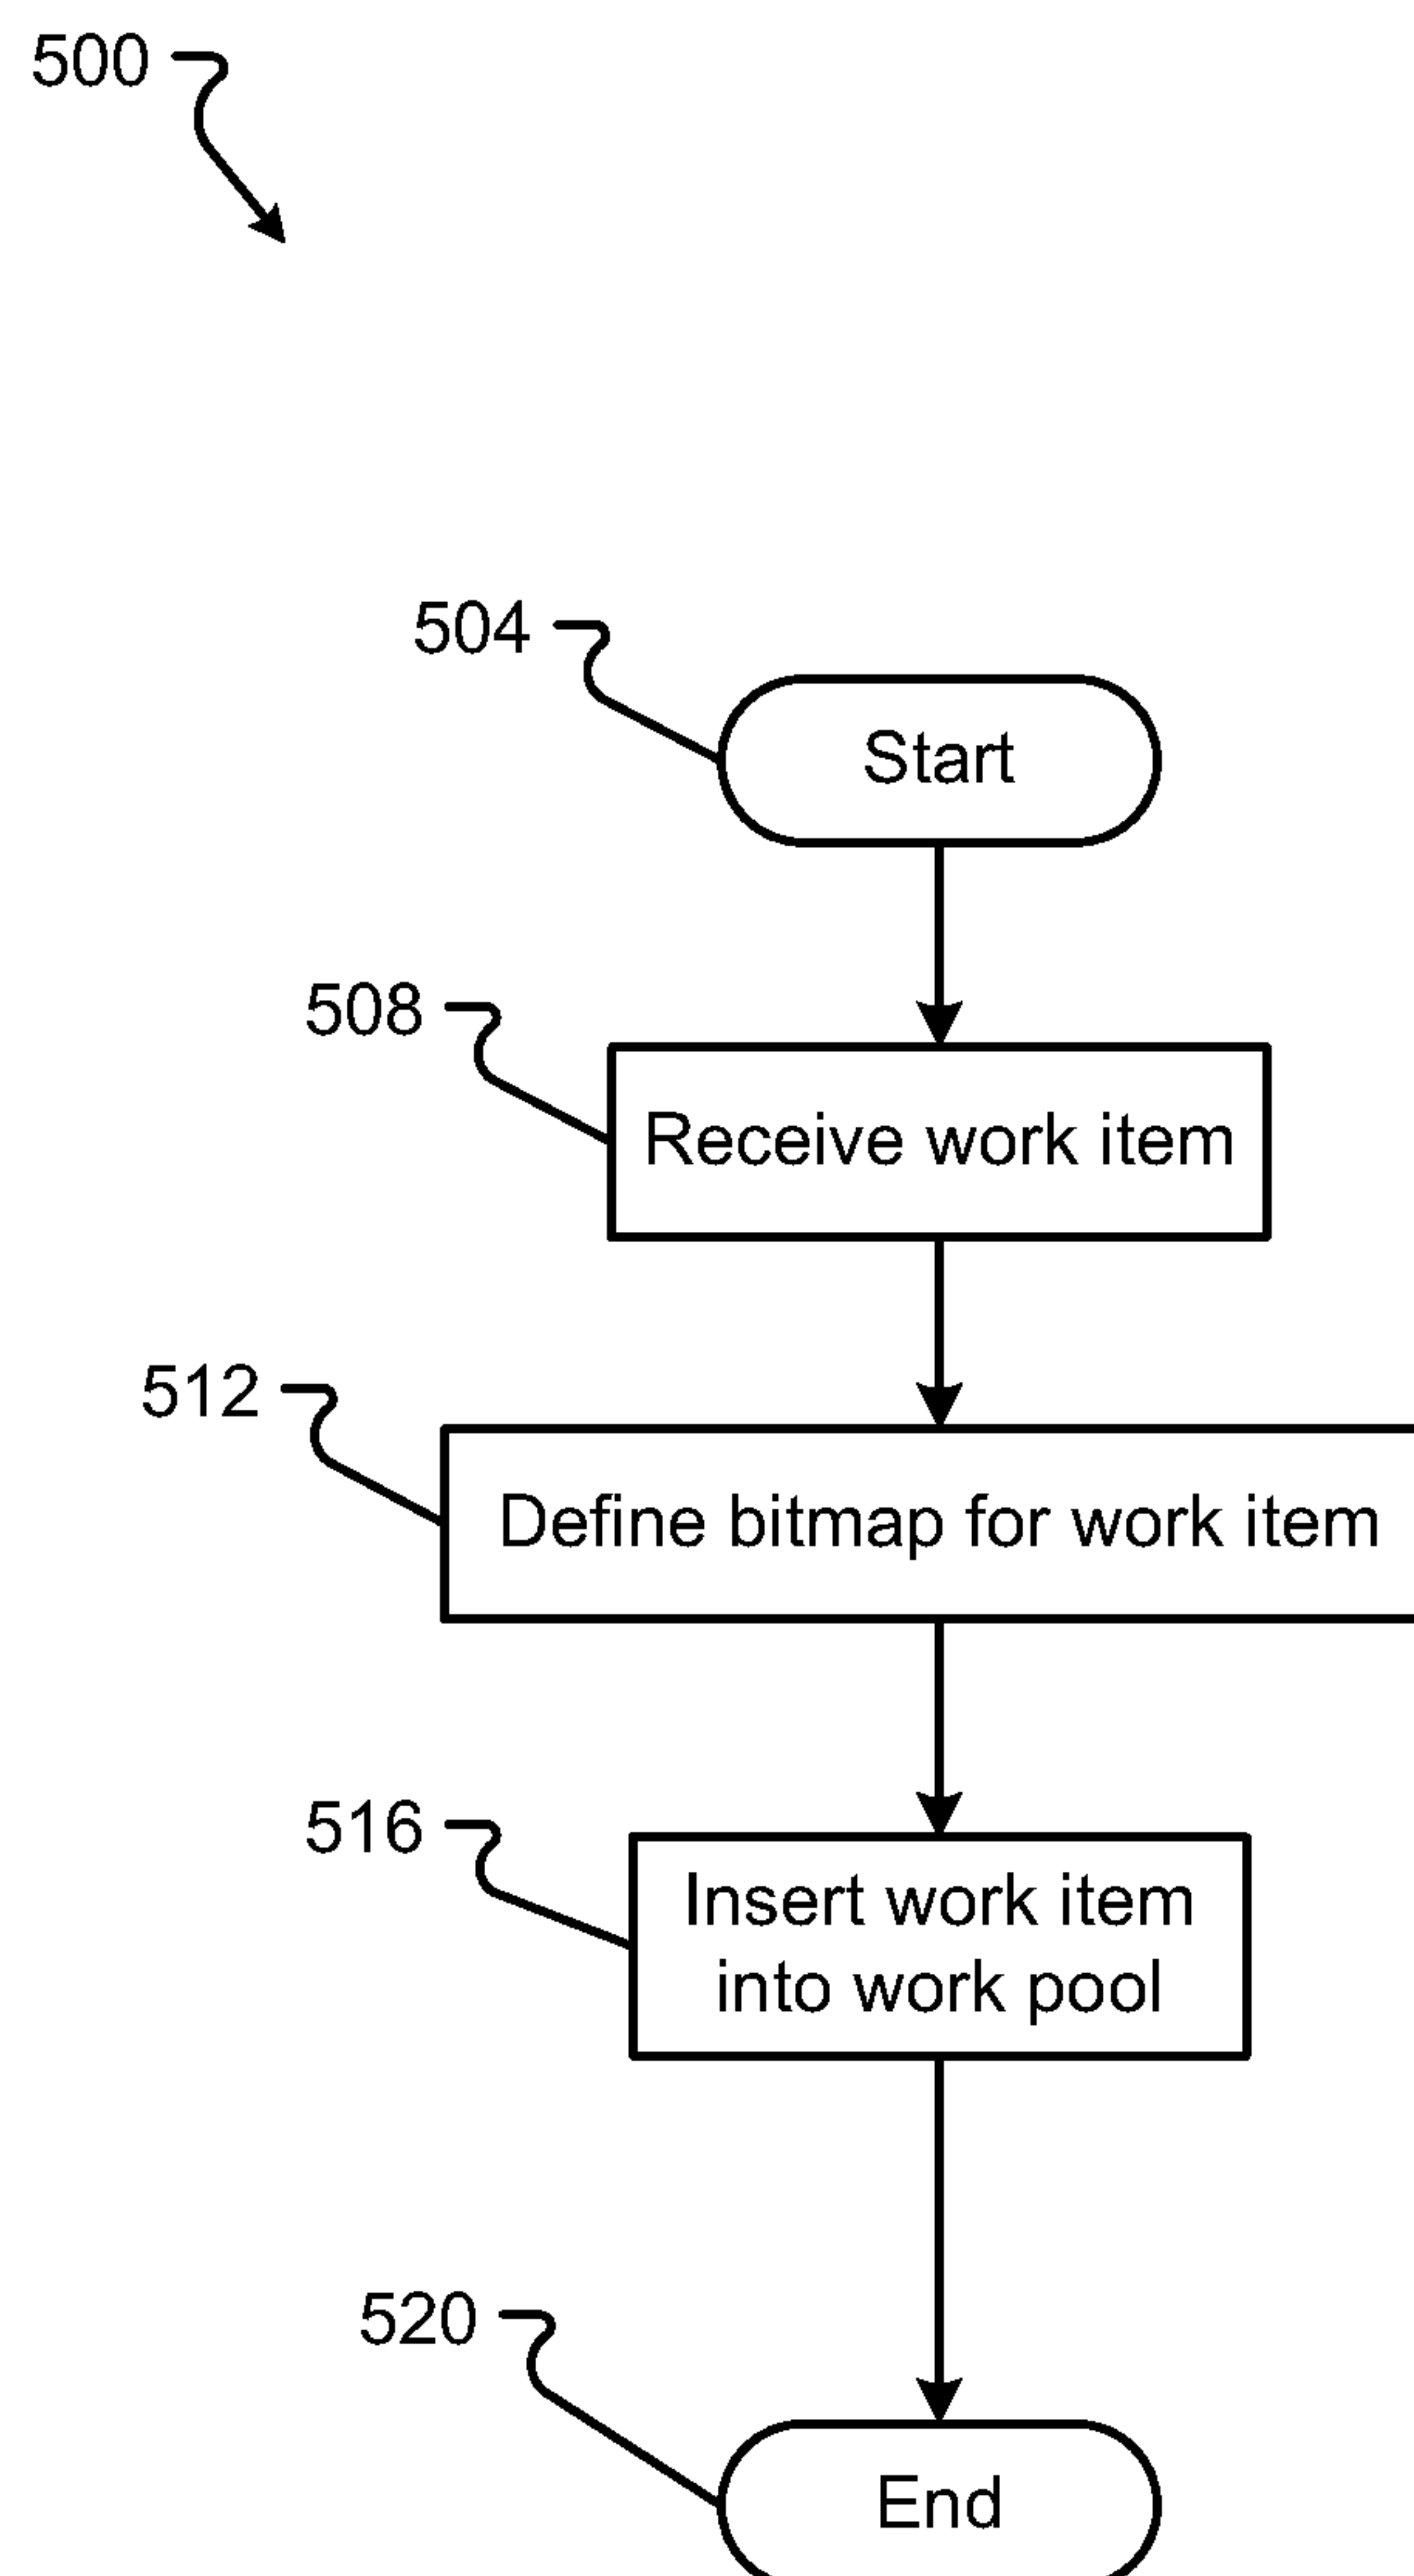 500
504
Start
508
Receive work item
512
Define bitmap for work item
516
Insert work item
into work pool
520
End